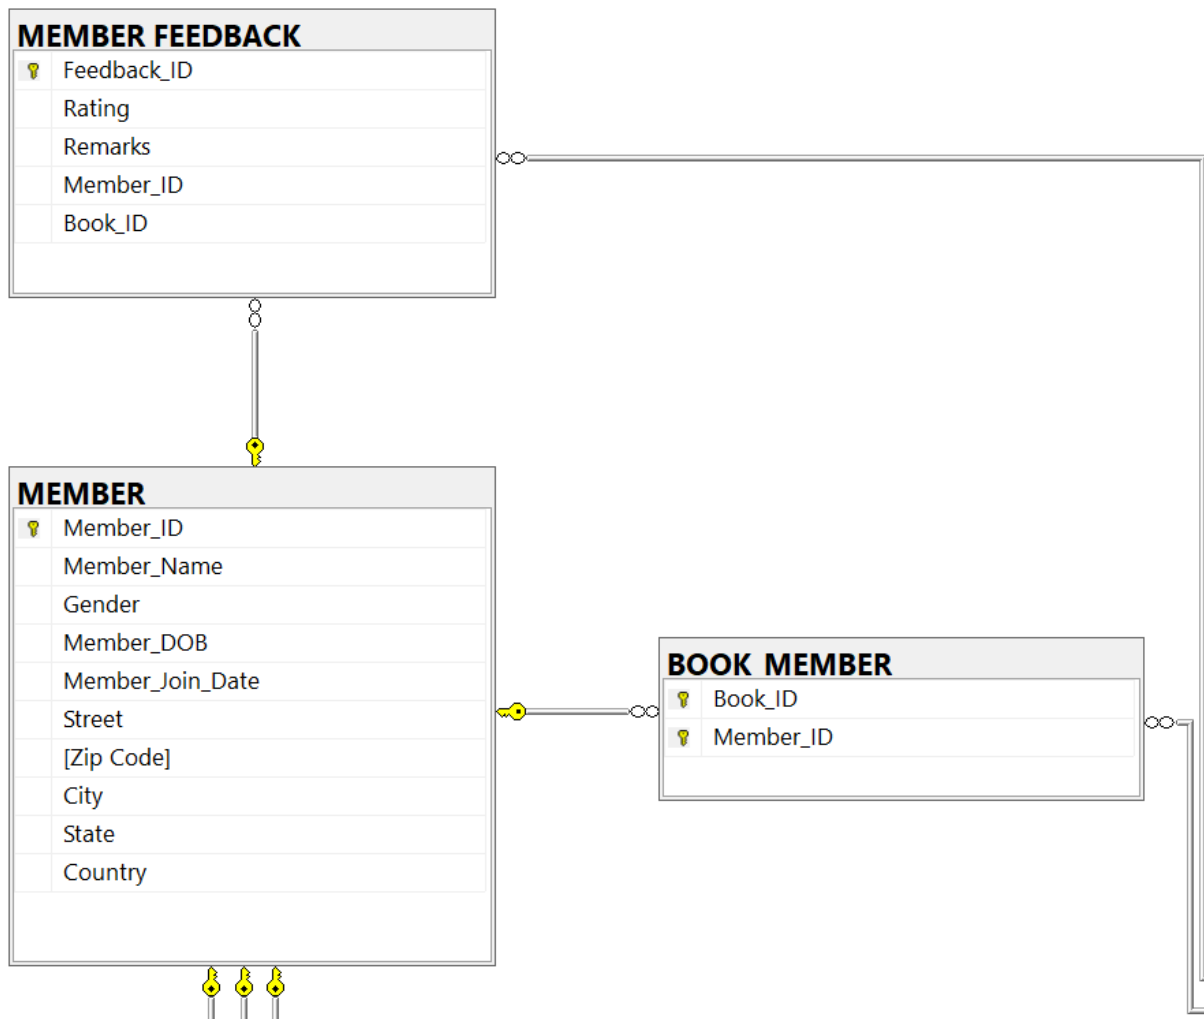 MEMBER FEEDBACK
Feedback_ID
Rating
Remarks
Member_ID
Book_ID
MEMBER
Member_ID
Member_Name
Gender
Member_DOB
Member_Join_Date
Street
[Zip Code]
City
State
Country
BOOK_MEMBER
Book_ID
Member_ID